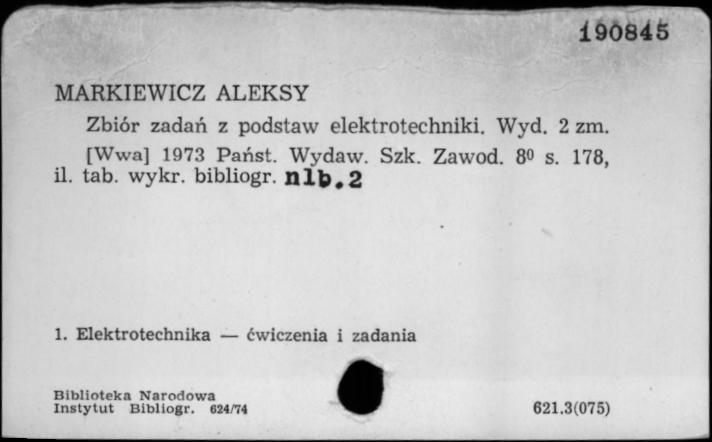 190845
MARKIEWICZ ALEKSY
Zbiór zadań z podstaw elektrotechniki. Wyd. 2 zm.
[Wwa] 1973 Państ. Wydaw. Szk. Zawod. 8⁰ s. 178,
il. tab. wykr. bibliogr. nlb.2
1. Elektrotechnika — ćwiczenia i zadania
Biblioteka Narodowa
Instytut Bibliogr. 624/74
621.3(075)